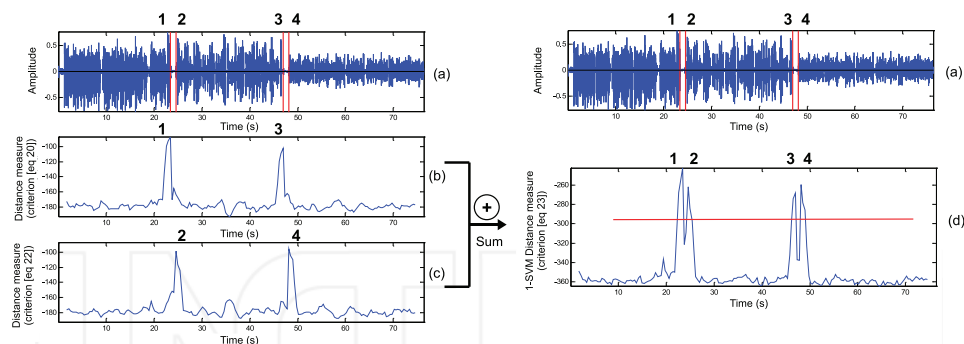 1 2 3 4
0.5
0
-0.5
Amplitude
10 20 30 40 50 60 70
Time (s)
(a)
1 3
-100
-120
-140
-160
-180
Distance measure
(criterion [eq 20])
10 20 30 40 50 60 70
Time (s)
(b)
2 4
-100
-120
-140
-160
-180
Distance measure
(criterion [eq 22])
10 20 30 40 50 60 70
Time (s)
(c)
+
Sum
1 2 3 4
0.5
0
-0.5
Amplitude
10 20 30 40 50 60 70
Time (s)
(a)
1 2 3 4
-260
-280
-300
-320
-340
-360
1-SVM Distance measure
(criterion [eq 23])
10 20 30 40 50 60 70
Time (s)
(d)